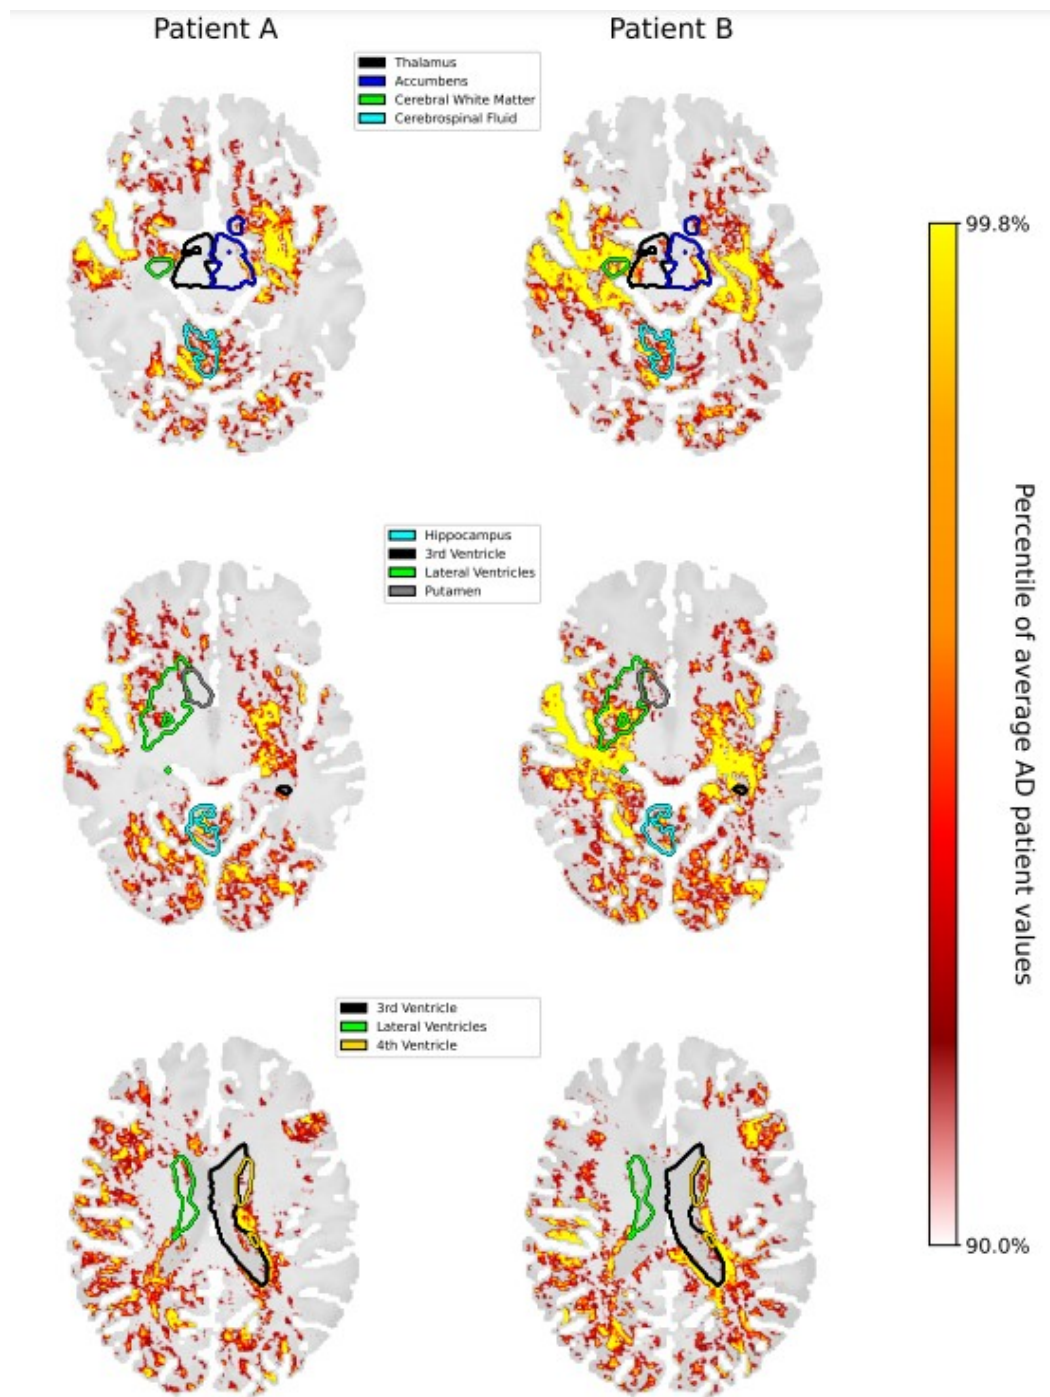 Patient A
Patient B
Thalamus
Accumbens
Cerebral White Matter
Cerebrospinal Fluid
99.8%
Percentile of average AD patient values
Hippocampus
3rd Ventricle
Lateral Ventricles
Putamen
3rd Ventricle
Lateral Ventricles
4th Ventricle
90.0%